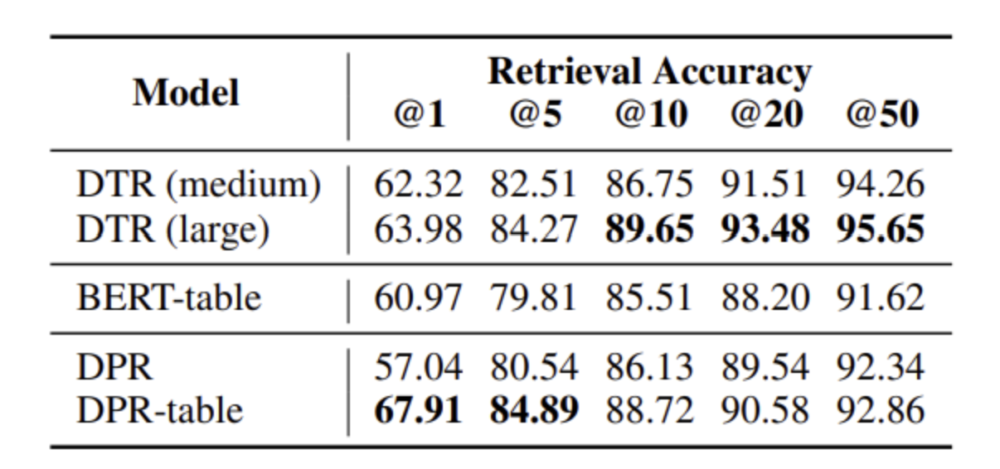 Model Retrieval Accuracy
@1 @5 @10 @20 @50
DTR (medium) 62.32 82.51 86.75 91.51 94.26
DTR (large) 63.98 84.27 89.65 93.48 95.65
BERT-table 60.97 79.81 85.51 88.20 91.62
DPR 57.04 80.54 86.13 89.54 92.34
DPR-table 67.91 84.89 88.72 90.58 92.86